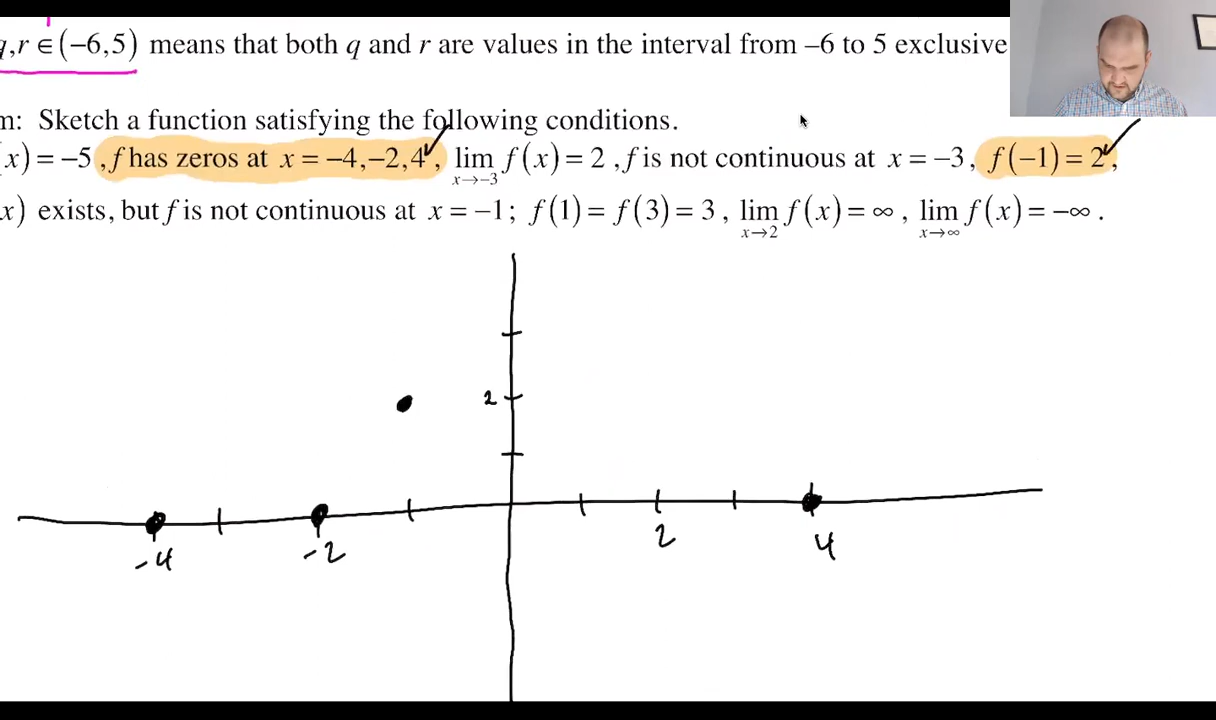 q,r ∈ (−6,5) means that both q and r are values in the interval from −6 to 5 exclusive
m: Sketch a function satisfying the following conditions.
x) = −5 , f has zeros at x = −4,−2,4 , lim x→−3 f(x) = 2 , f is not continuous at x = −3 , f(−1) = 2 ,
x) exists, but f is not continuous at x = −1 ; f(1) = f(3) = 3 , lim x→2 f(x) = ∞ , lim x→∞ f(x) = −∞ .
2
-4 -2 2 4